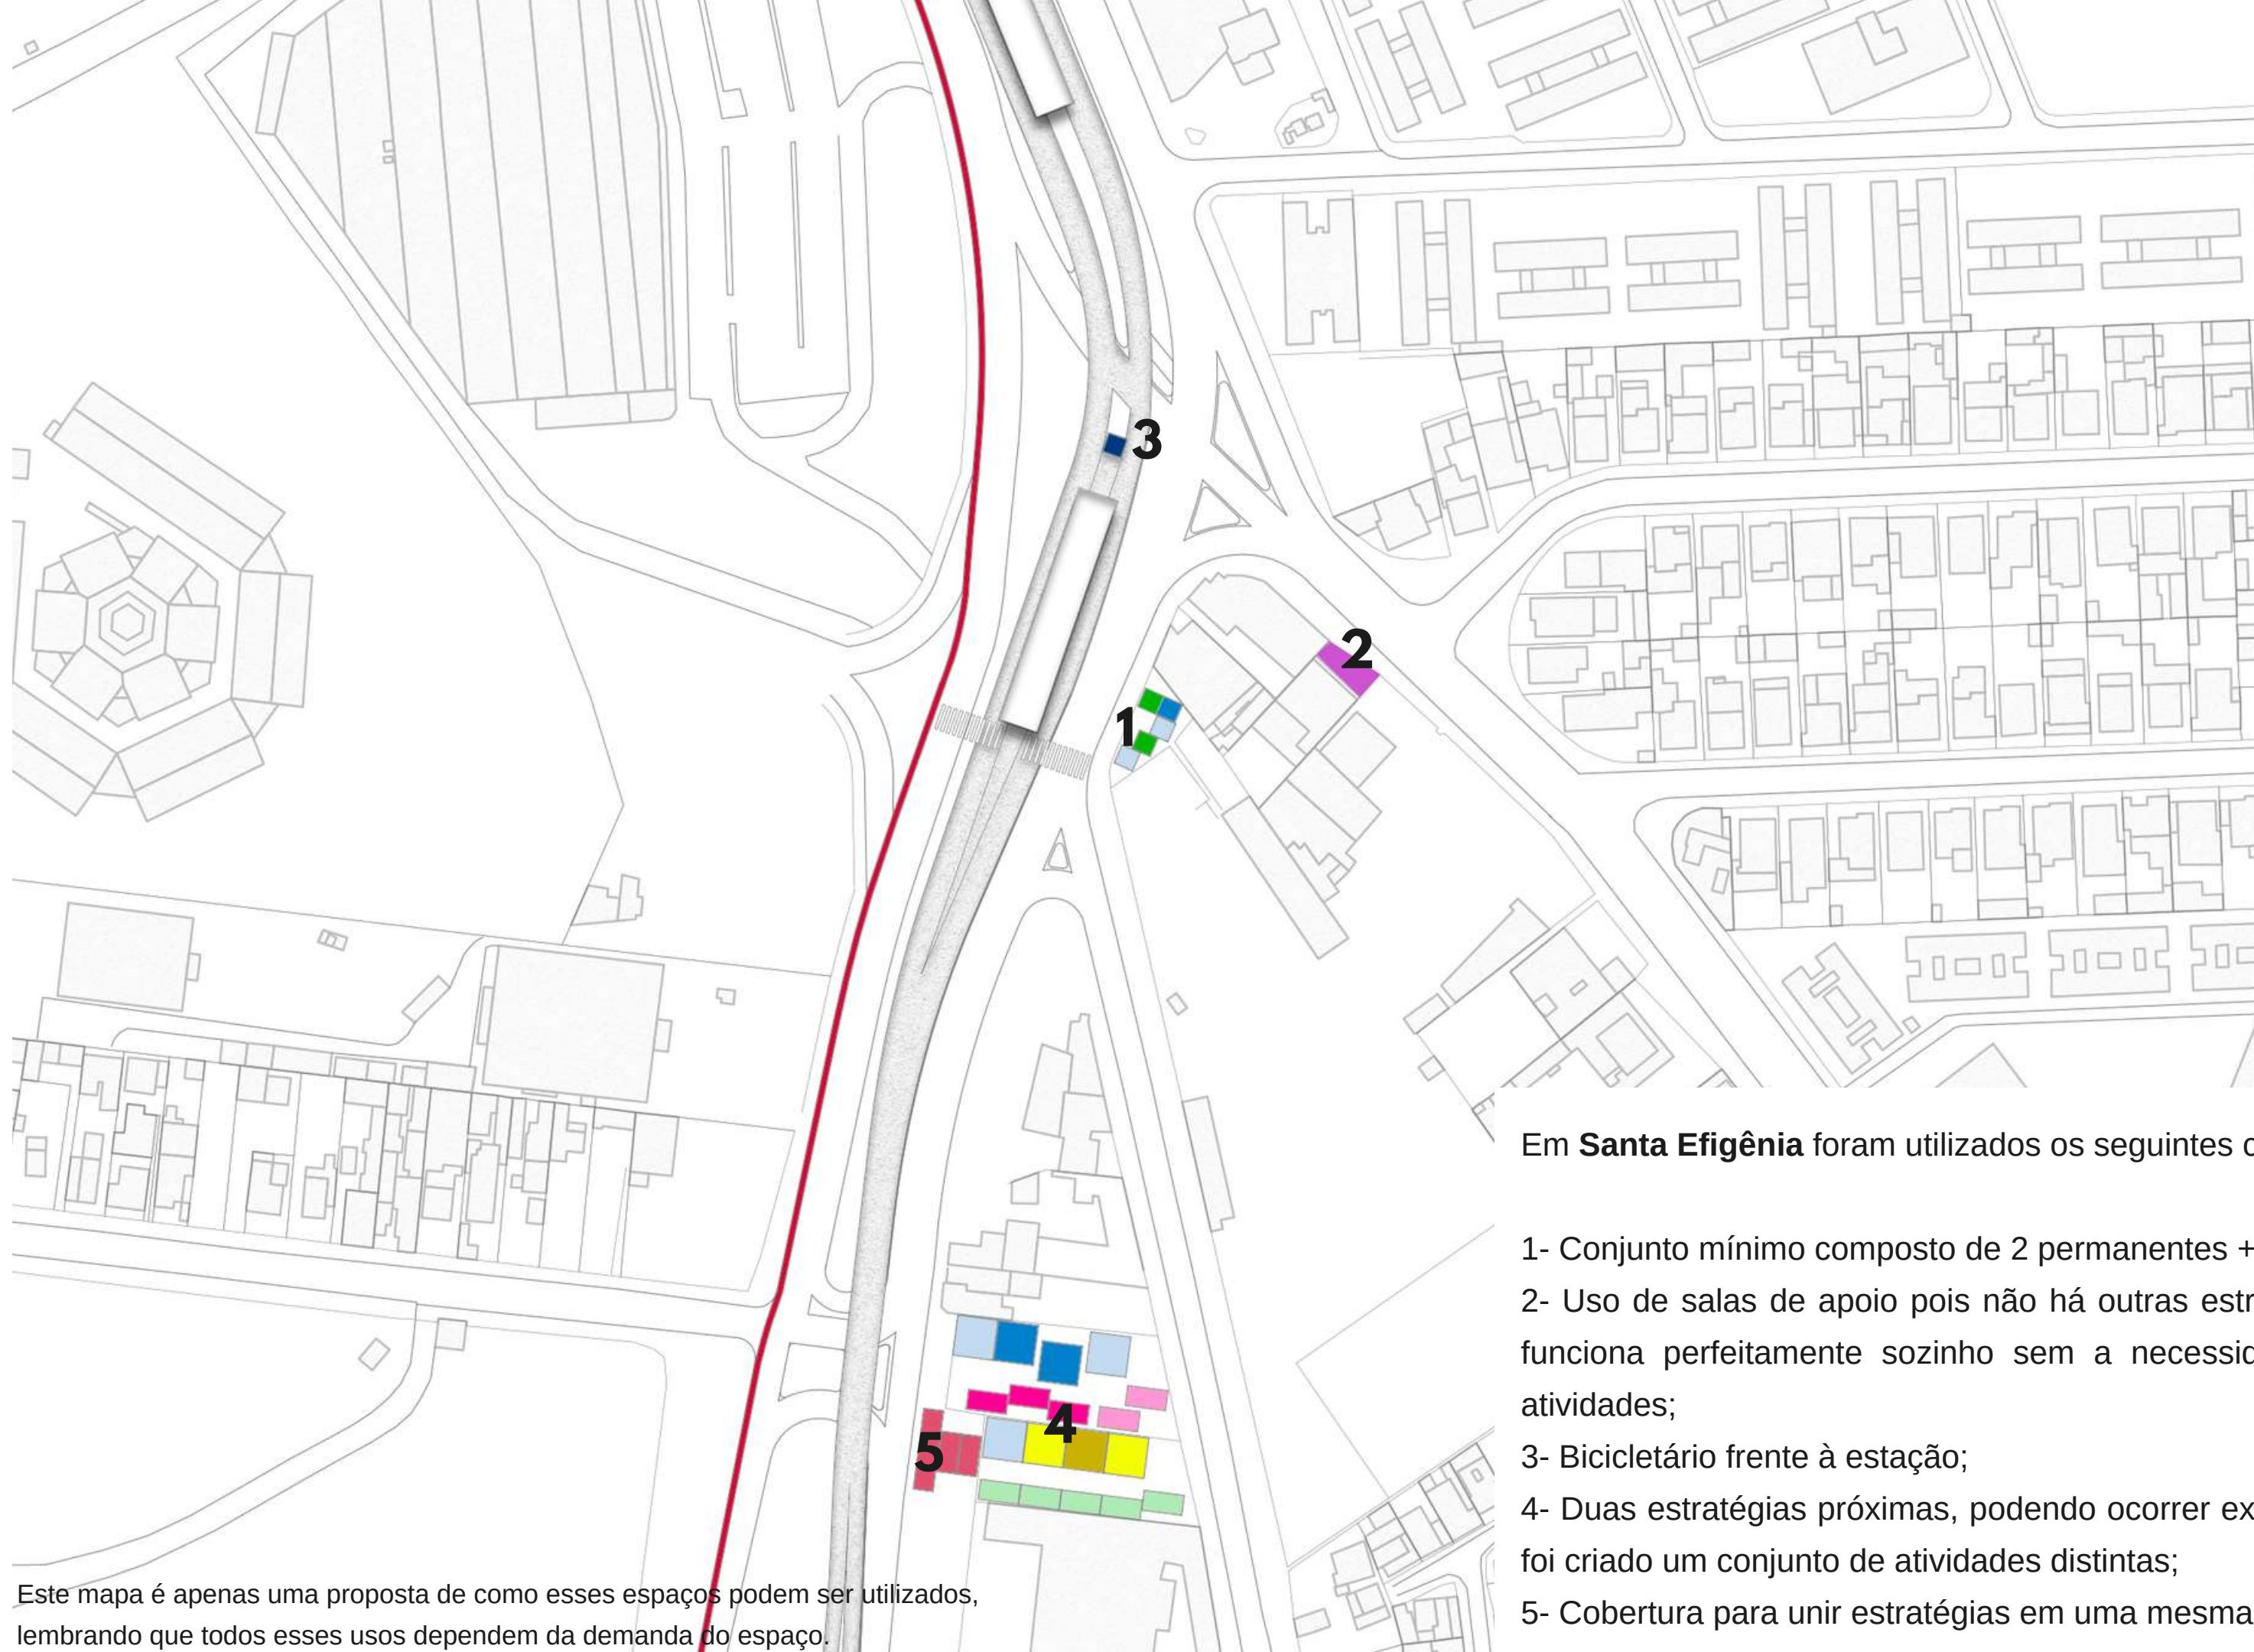 3
2
1
4
5
Em Santa Efigênia foram utilizados os seguintes
1- Conjunto mínimo composto de 2 permanentes +
2- Uso de salas de apoio pois não há outras
funciona perfeitamente sozinho sem a
atividades;
3- Bicicletário frente à estação;
4- Duas estratégias próximas, podendo ocorrer
foi criado um conjunto de atividades distintas;
5- Cobertura para unir estratégias em uma mesma
Este mapa é apenas uma proposta de como esses espaços podem ser utilizados,
lembrando que todos esses usos dependem da demanda do espaço.